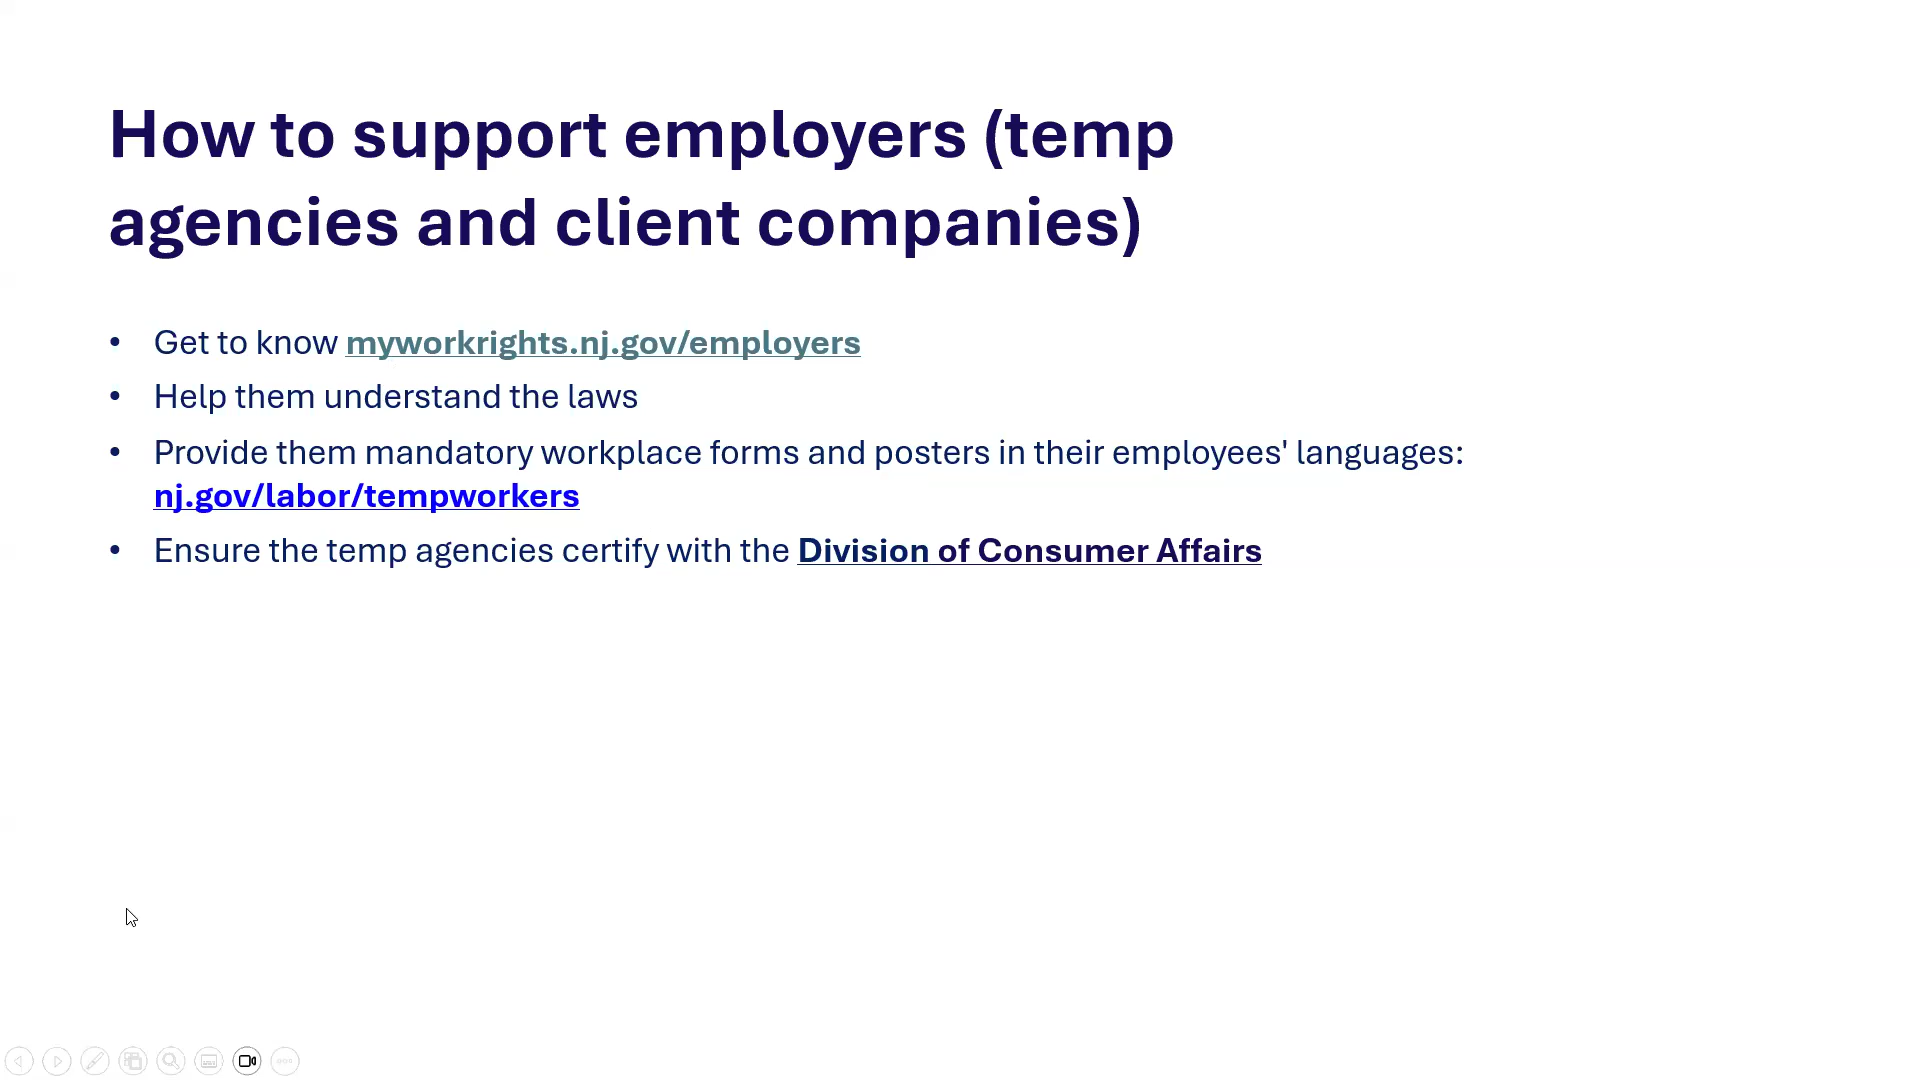 How to support employers (temp
agencies and client companies)
• Get to know myworkrights.nj.gov/employers
• Help them understand the laws
• Provide them mandatory workplace forms and posters in their employees' languages:
nj.gov/labor/tempworkers
• Ensure the temp agencies certify with the Division of Consumer Affairs